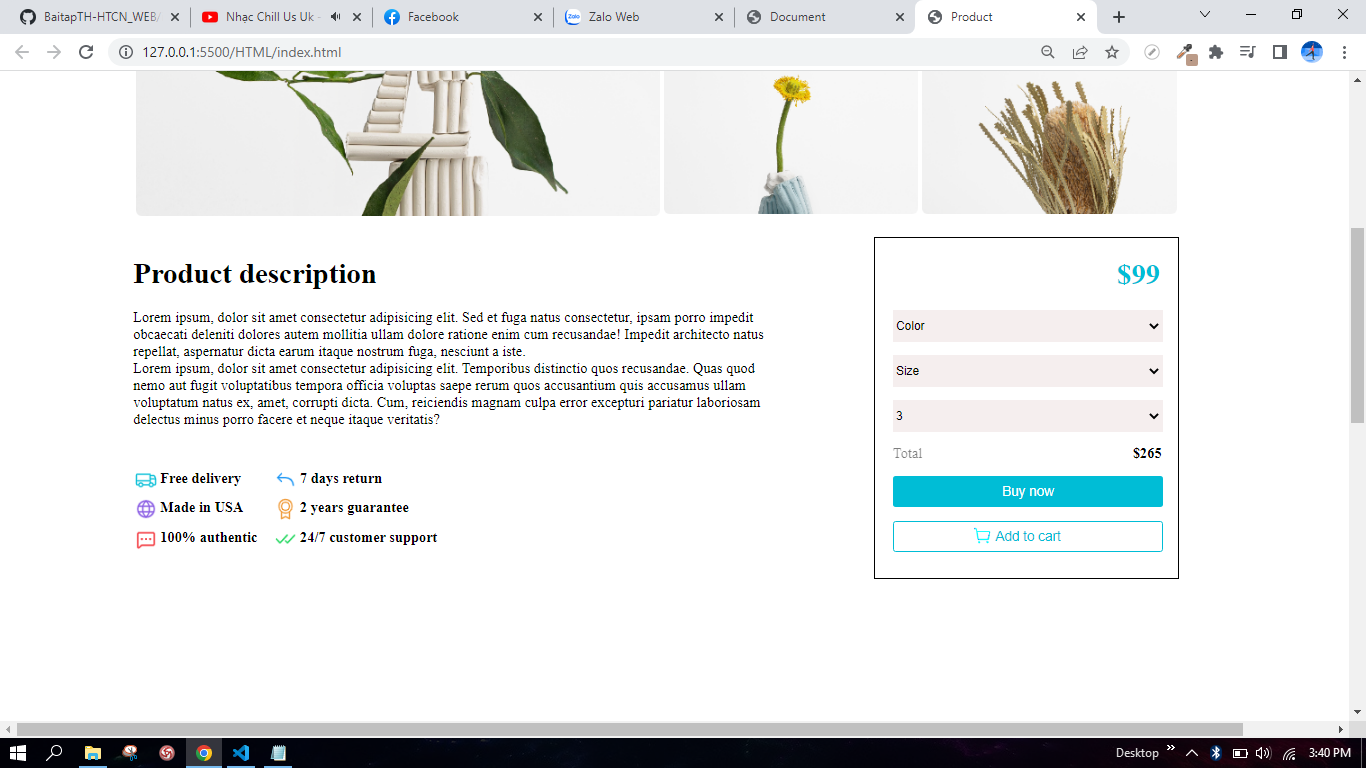 BaitapTH-HTCN_WEB/
Nhạc Chill Us Uk
Facebook
Zalo Web
Document
Product
127.0.0.1:5500/HTML/index.html
Product description
Lorem ipsum, dolor sit amet consectetur adipisicing elit. Sed et fuga natus consectetur, ipsam porro impedit
obcaecati deleniti dolores autem mollitia ullam dolore ratione enim cum recusandae! Impedit architecto natus
repellat, aspernatur dicta earum itaque nostrum fuga, nesciunt a iste.
Lorem ipsum, dolor sit amet consectetur adipisicing elit. Temporibus distinctio quos recusandae. Quas quod
nemo aut fugit voluptatibus tempora officia voluptas saepe rerum quos accusantium quis accusamus ullam
voluptatum natus ex, amet, corrupti dicta. Cum, reiciendis magnam culpa error excepturi pariatur laboriosam
delectus minus porro facere et neque itaque veritatis?
Free delivery
7 days return
Made in USA
2 years guarantee
100% authentic
24/7 customer support
$99
Color
Size
3
Total $265
Buy now
Add to cart
Desktop
3:40 PM